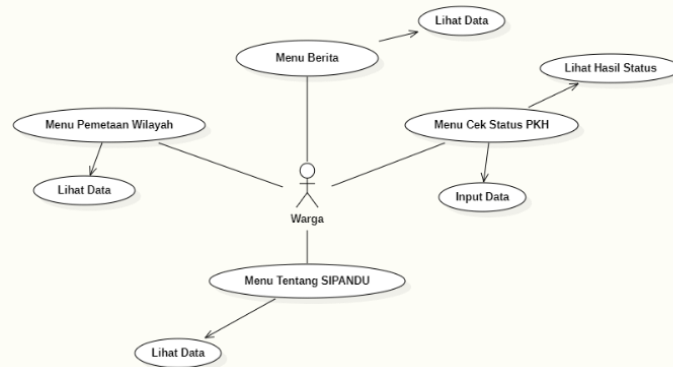 Lihat Data
Menu Berita
Lihat Hasil Status
Menu Pemetaan Wilayah
Menu Cek Status PKH
Lihat Data
Input Data
Warga
Menu Tentang SIPANDU
Lihat Data